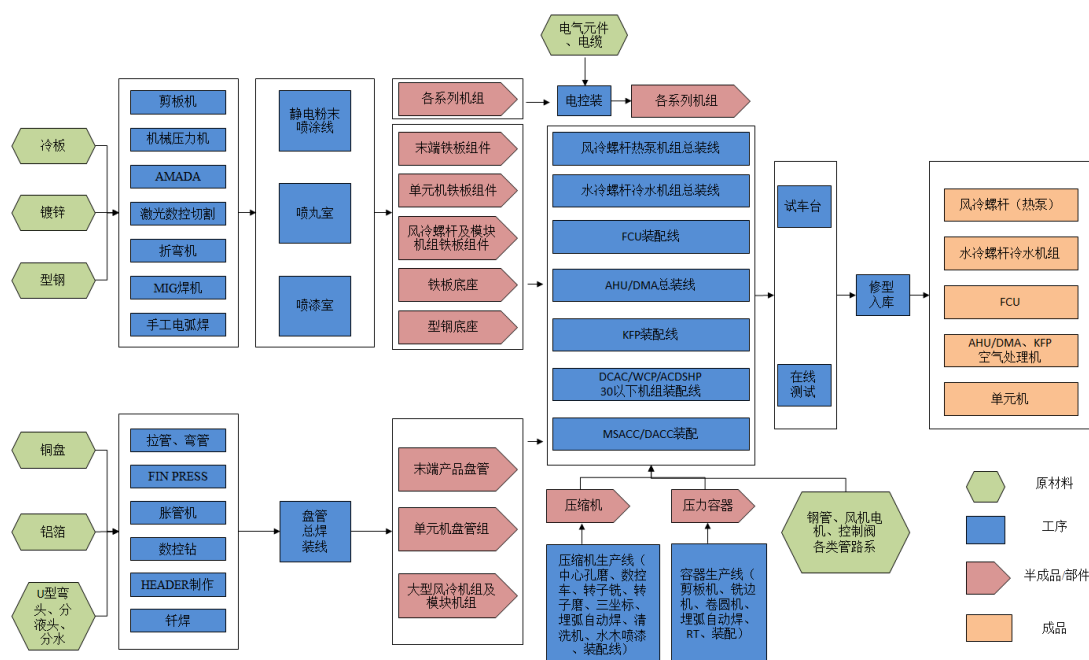 电气元件
、电缆
各系列机组
电控装
各系列机组
冷板
镀锌
型钢
剪板机
机械压力机
AMADA
激光数控切割
折弯机
MIG焊机
手工电弧焊
静电粉末
喷涂线
喷丸室
喷漆室
末端铁板组件
单元机铁板组件
风冷螺杆及模块
机组铁板组件
铁板底座
型钢底座
风冷螺杆热泵机组总装线
水冷螺杆冷水机组总装线
FCU装配线
AHU/DMA总装线
KFP装配线
DCAC/WCP/ACDSHP
30以下机组装配线
MSACC/DACC装配
试车台
在线
测试
修型
入库
风冷螺杆（热泵）
水冷螺杆冷水机组
FCU
AHU/DMA、KFP
空气处理机
单元机
铜盘
铝箔
U型弯
头、分
液头、
分水
拉管、弯管
FIN PRESS
胀管机
数控钻
HEADER制作
钎焊
盘管
总焊
装线
末端产品盘管
单元机盘管组
大型风冷机组及
模块机组
压缩机
压力容器
钢管、风机电
机、控制阀
各类管路系
压缩机生产线（
中心孔磨、数控
车、转子铣、转
子磨、三坐标、
埋弧自动焊、清
洗机、水木喷漆
、装配线）
容器生产线（
剪板机、铣边
机、卷圆机、
埋弧自动焊、
RT、装配）
原材料
工序
半成品/部件
成品